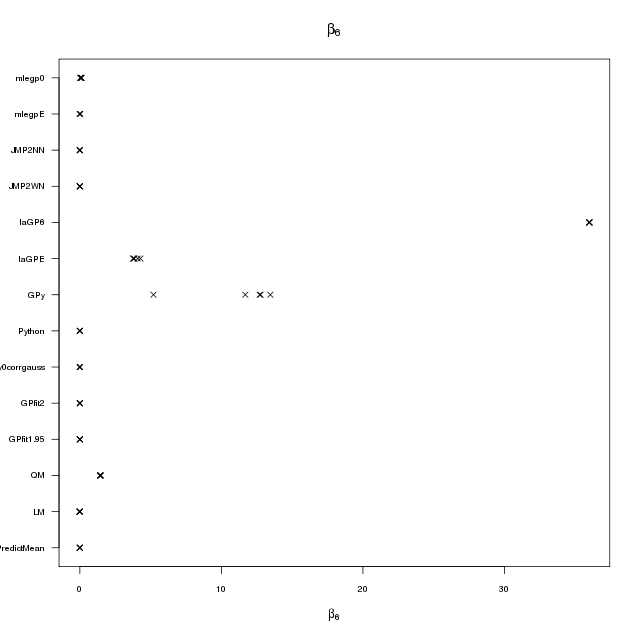 β6
mlegp0
mlegpE
JMP2NN
JMP2WN
laGP6
laGPE
GPy
Python
y0corrgauss
GPfit2
GPfit1.95
QM
LM
PredictMean
0 10 20 30
β6